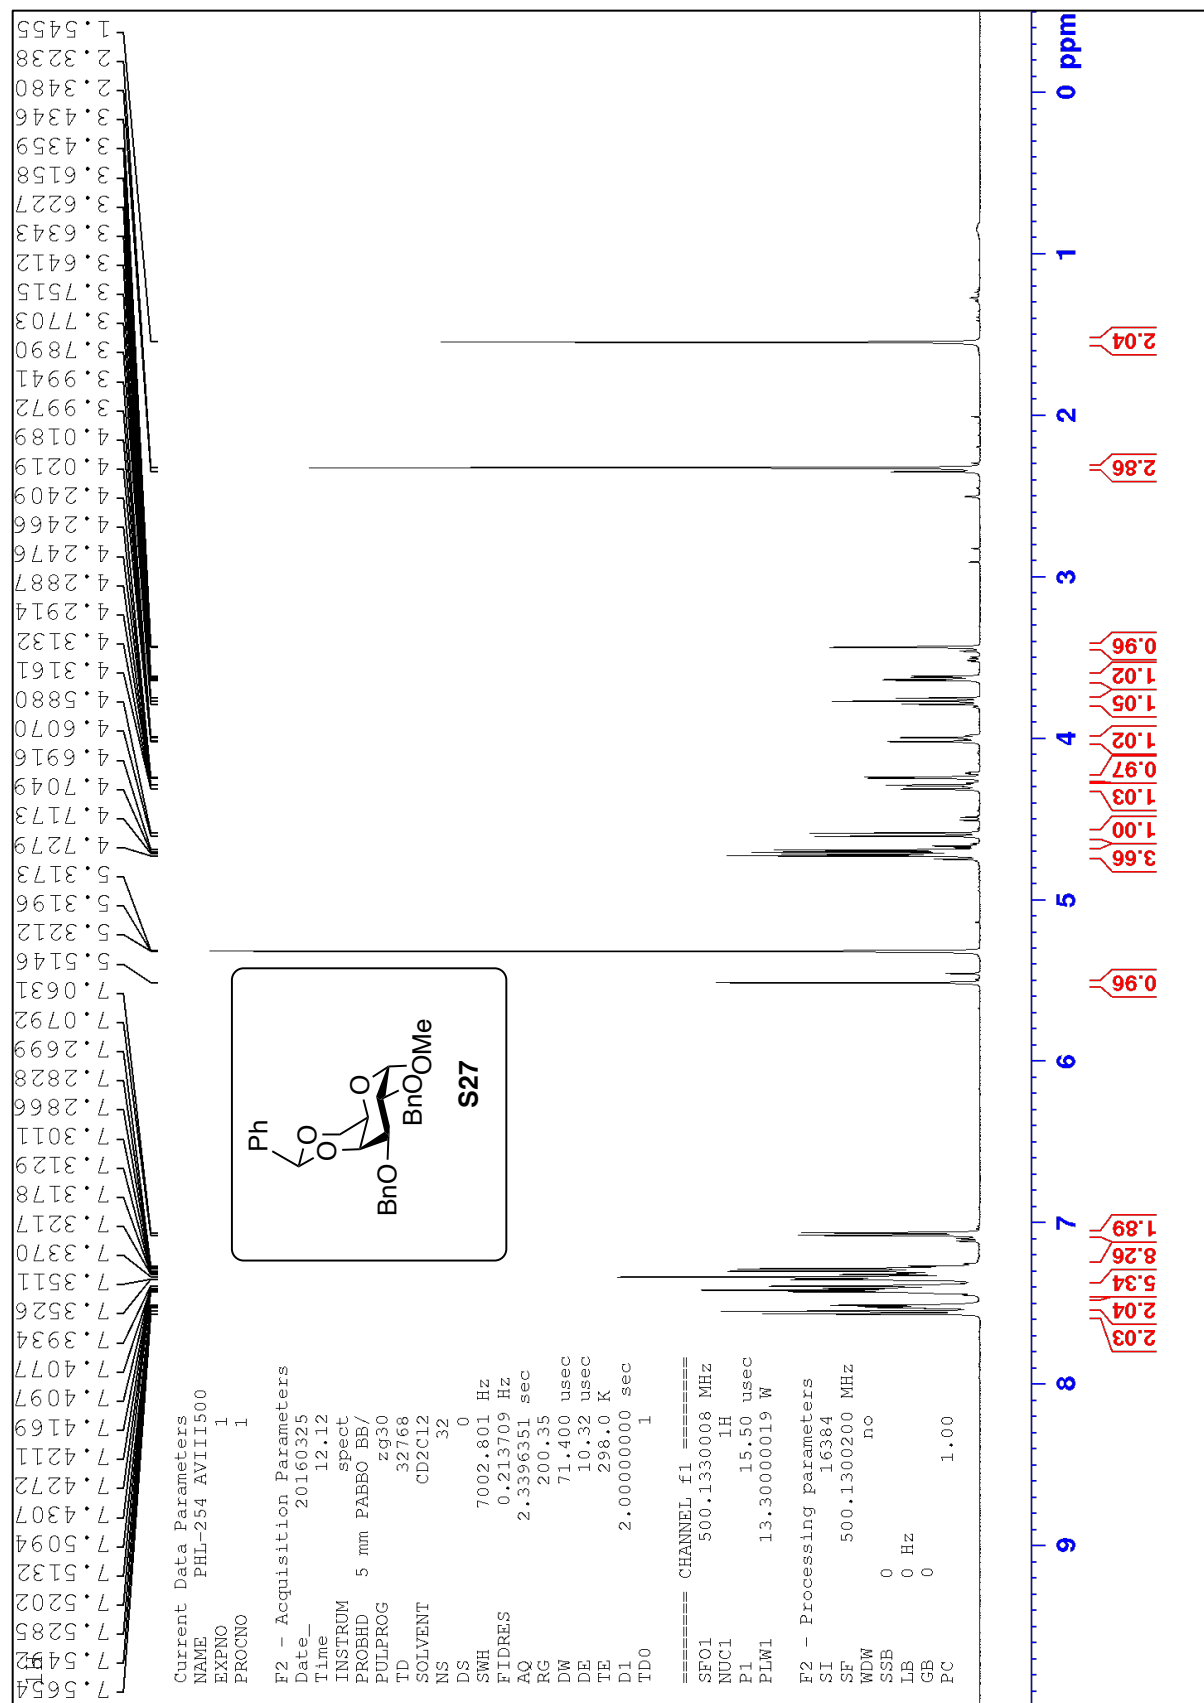 7.5654
7.5492
7.5285
7.5202
7.5132
7.5094
7.4307
7.4272
7.4211
7.4169
7.4097
7.4077
7.3934
7.3526
7.3511
7.3370
7.3217
7.3178
7.3129
7.3011
7.2866
7.2828
7.2699
7.0792
7.0631
5.5146
5.3212
5.3196
5.3173
4.7279
4.7173
4.7049
4.6916
4.6070
4.5880
4.3161
4.3132
4.2914
4.2887
4.2476
4.2466
4.2409
4.0219
4.0189
3.9972
3.9941
3.7890
3.7703
3.7515
3.6412
3.6343
3.6227
3.6158
3.4359
3.4346
2.3480
2.3238
1.5455
Current Data Parameters
NAME PHL-254 AVIII500
EXPNO 1
PROCNO 1
F2 - Acquisition Parameters
Date_ 20160325
Time 12.12
INSTRUM spect
PROBHD 5 mm PABBO BB/
PULPROG zg30
TD 32768
SOLVENT CD2Cl2
NS 32
DS 0
SWH 7002.801 Hz
FIDRES 0.213709 Hz
AQ 2.3396351 sec
RG 200.35
DW 71.400 usec
DE 10.32 usec
TE 298.0 K
D1 2.00000000 sec
TD0 1
======== CHANNEL f1 ========
SFO1 500.1330008 MHz
NUC1 1H
P1 15.50 usec
PLW1 13.30000019 W
F2 - Processing parameters
SI 16384
SF 500.1300200 MHz
WDW no
SSB 0
LB 0 Hz
GB 0
PC 1.00
Ph
O
O
O
BnO
BnO
OMe
S27
9 8 7 6 5 4 3 2 1 0 ppm
2.03
2.04
5.34
8.26
1.89
0.96
3.66
1.00
1.03
0.97
1.02
1.05
1.02
0.96
2.86
2.04